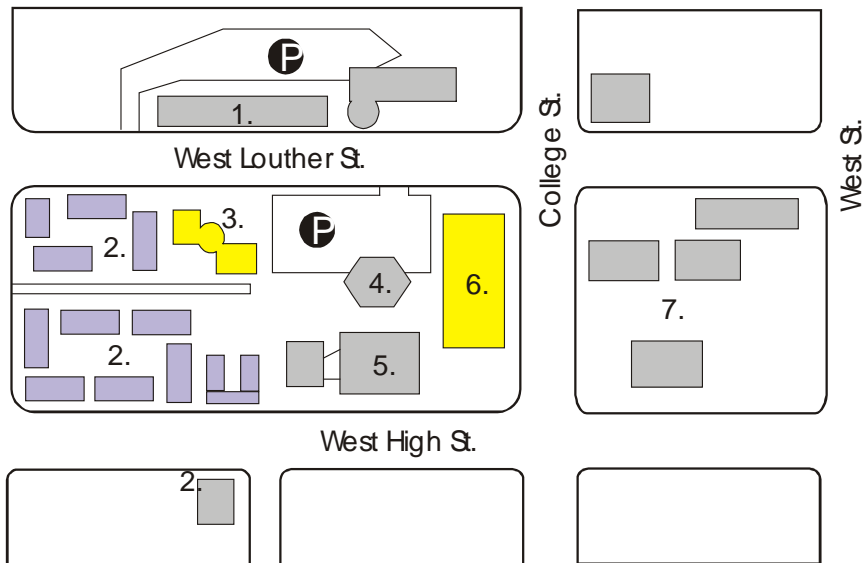 P
1.
West Louther St.
College St.
West St.
3.
2.
P
4.
6.
7.
2.
5.
West High St.
2.